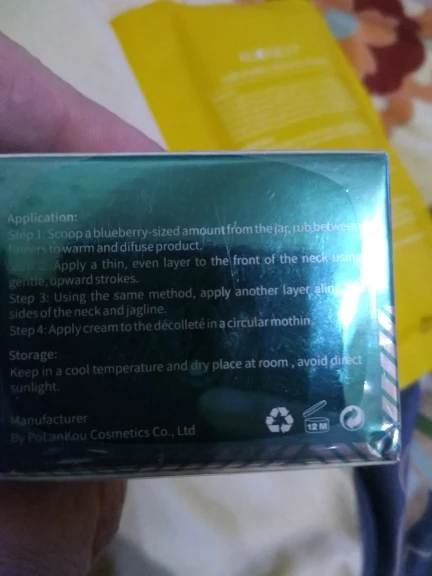 Application:
Step 1: Scoop a blueberry-sized amount from the jar, rub between
fingers to warm and difuse product.
Step 2: Apply a thin, even layer to the front of the neck using
gentle, upward strokes.
Step 3: Using the same method, apply another layer
sides of the neck and jagline.
Step 4: Apply cream to the décolleté in a circular mothin.
Storage:
Keep in a cool temperature and dry place at room , avoid direct
sunlight.
Manufacturer
By PoLanKou Cosmetics Co., Ltd
12 M